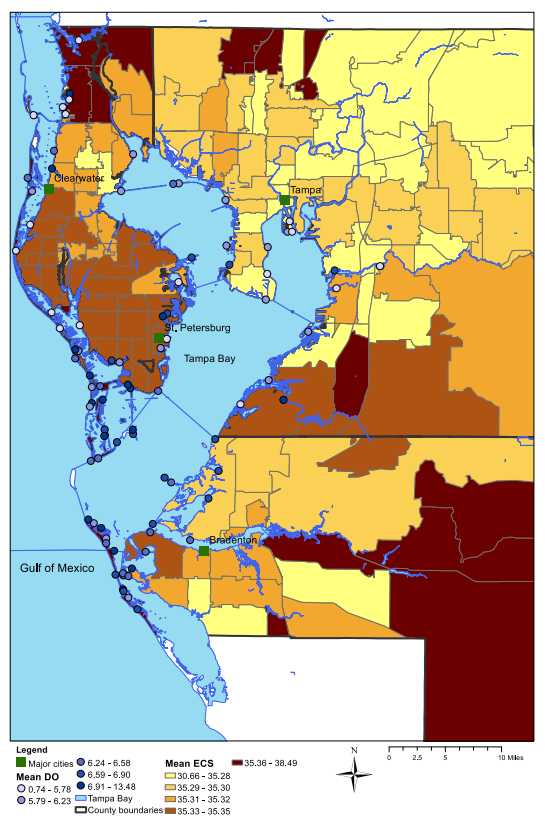 Clearwater
Tampa
St. Petersburg
Tampa Bay
Bradenton
Gulf of Mexico
Legend
Major cities
Mean DO
0.74 - 5.78
5.79 - 6.23
6.24 - 6.58
6.59 - 6.90
6.91 - 13.48
Tampa Bay
County boundaries
Mean ECS
30.66 - 35.28
35.29 - 35.30
35.31 - 35.32
35.33 - 35.35
35.36 - 38.49
N
0 2.5 5 10 Miles